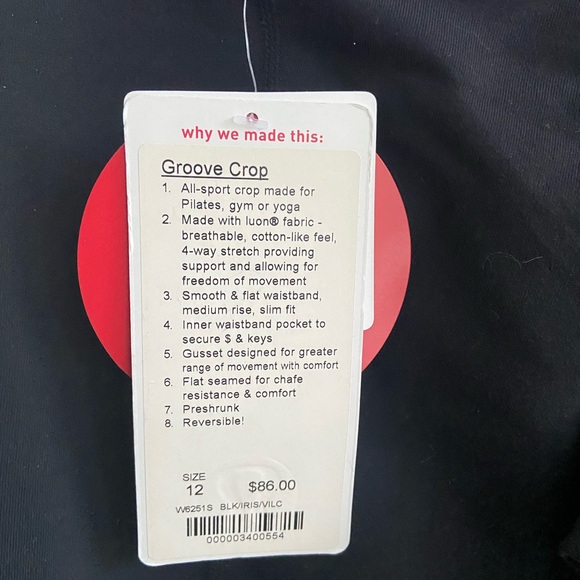 why we made this:
Groove Crop
1. All-sport crop made for
Pilates, gym or yoga
2. Made with luon® fabric -
breathable, cotton-like feel,
4-way stretch providing
support and allowing for
freedom of movement
3. Smooth & flat waistband,
medium rise, slim fit
4. Inner waistband pocket to
secure $ & keys
5. Gusset designed for greater
range of movement with comfort
6. Flat seamed for chafe
resistance & comfort
7. Preshrunk
8. Reversible!
SIZE
12 $86.00
W6251S BLK/IRIS/VILC
000003400554